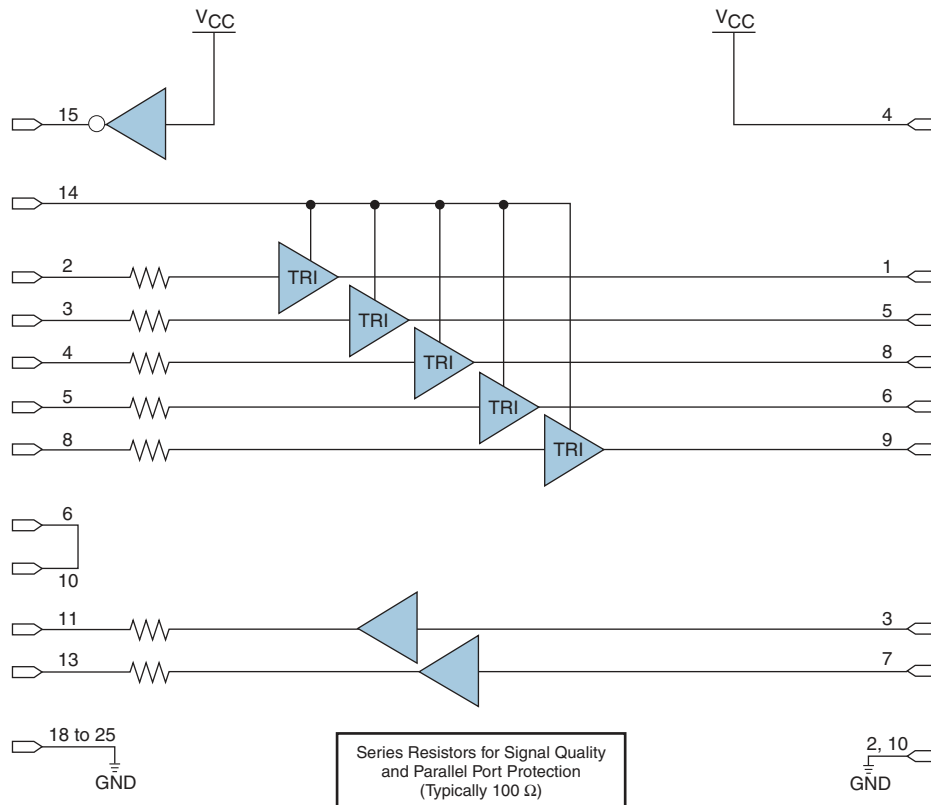 VCC VCC
15 4
14
2 TRI 1
3 TRI 5
4 TRI 8
5 TRI 6
8 TRI 9
6
10
11 3
13 7
18 to 25 2, 10
GND GND
Series Resistors for Signal Quality
and Parallel Port Protection
(Typically 100 Ω)